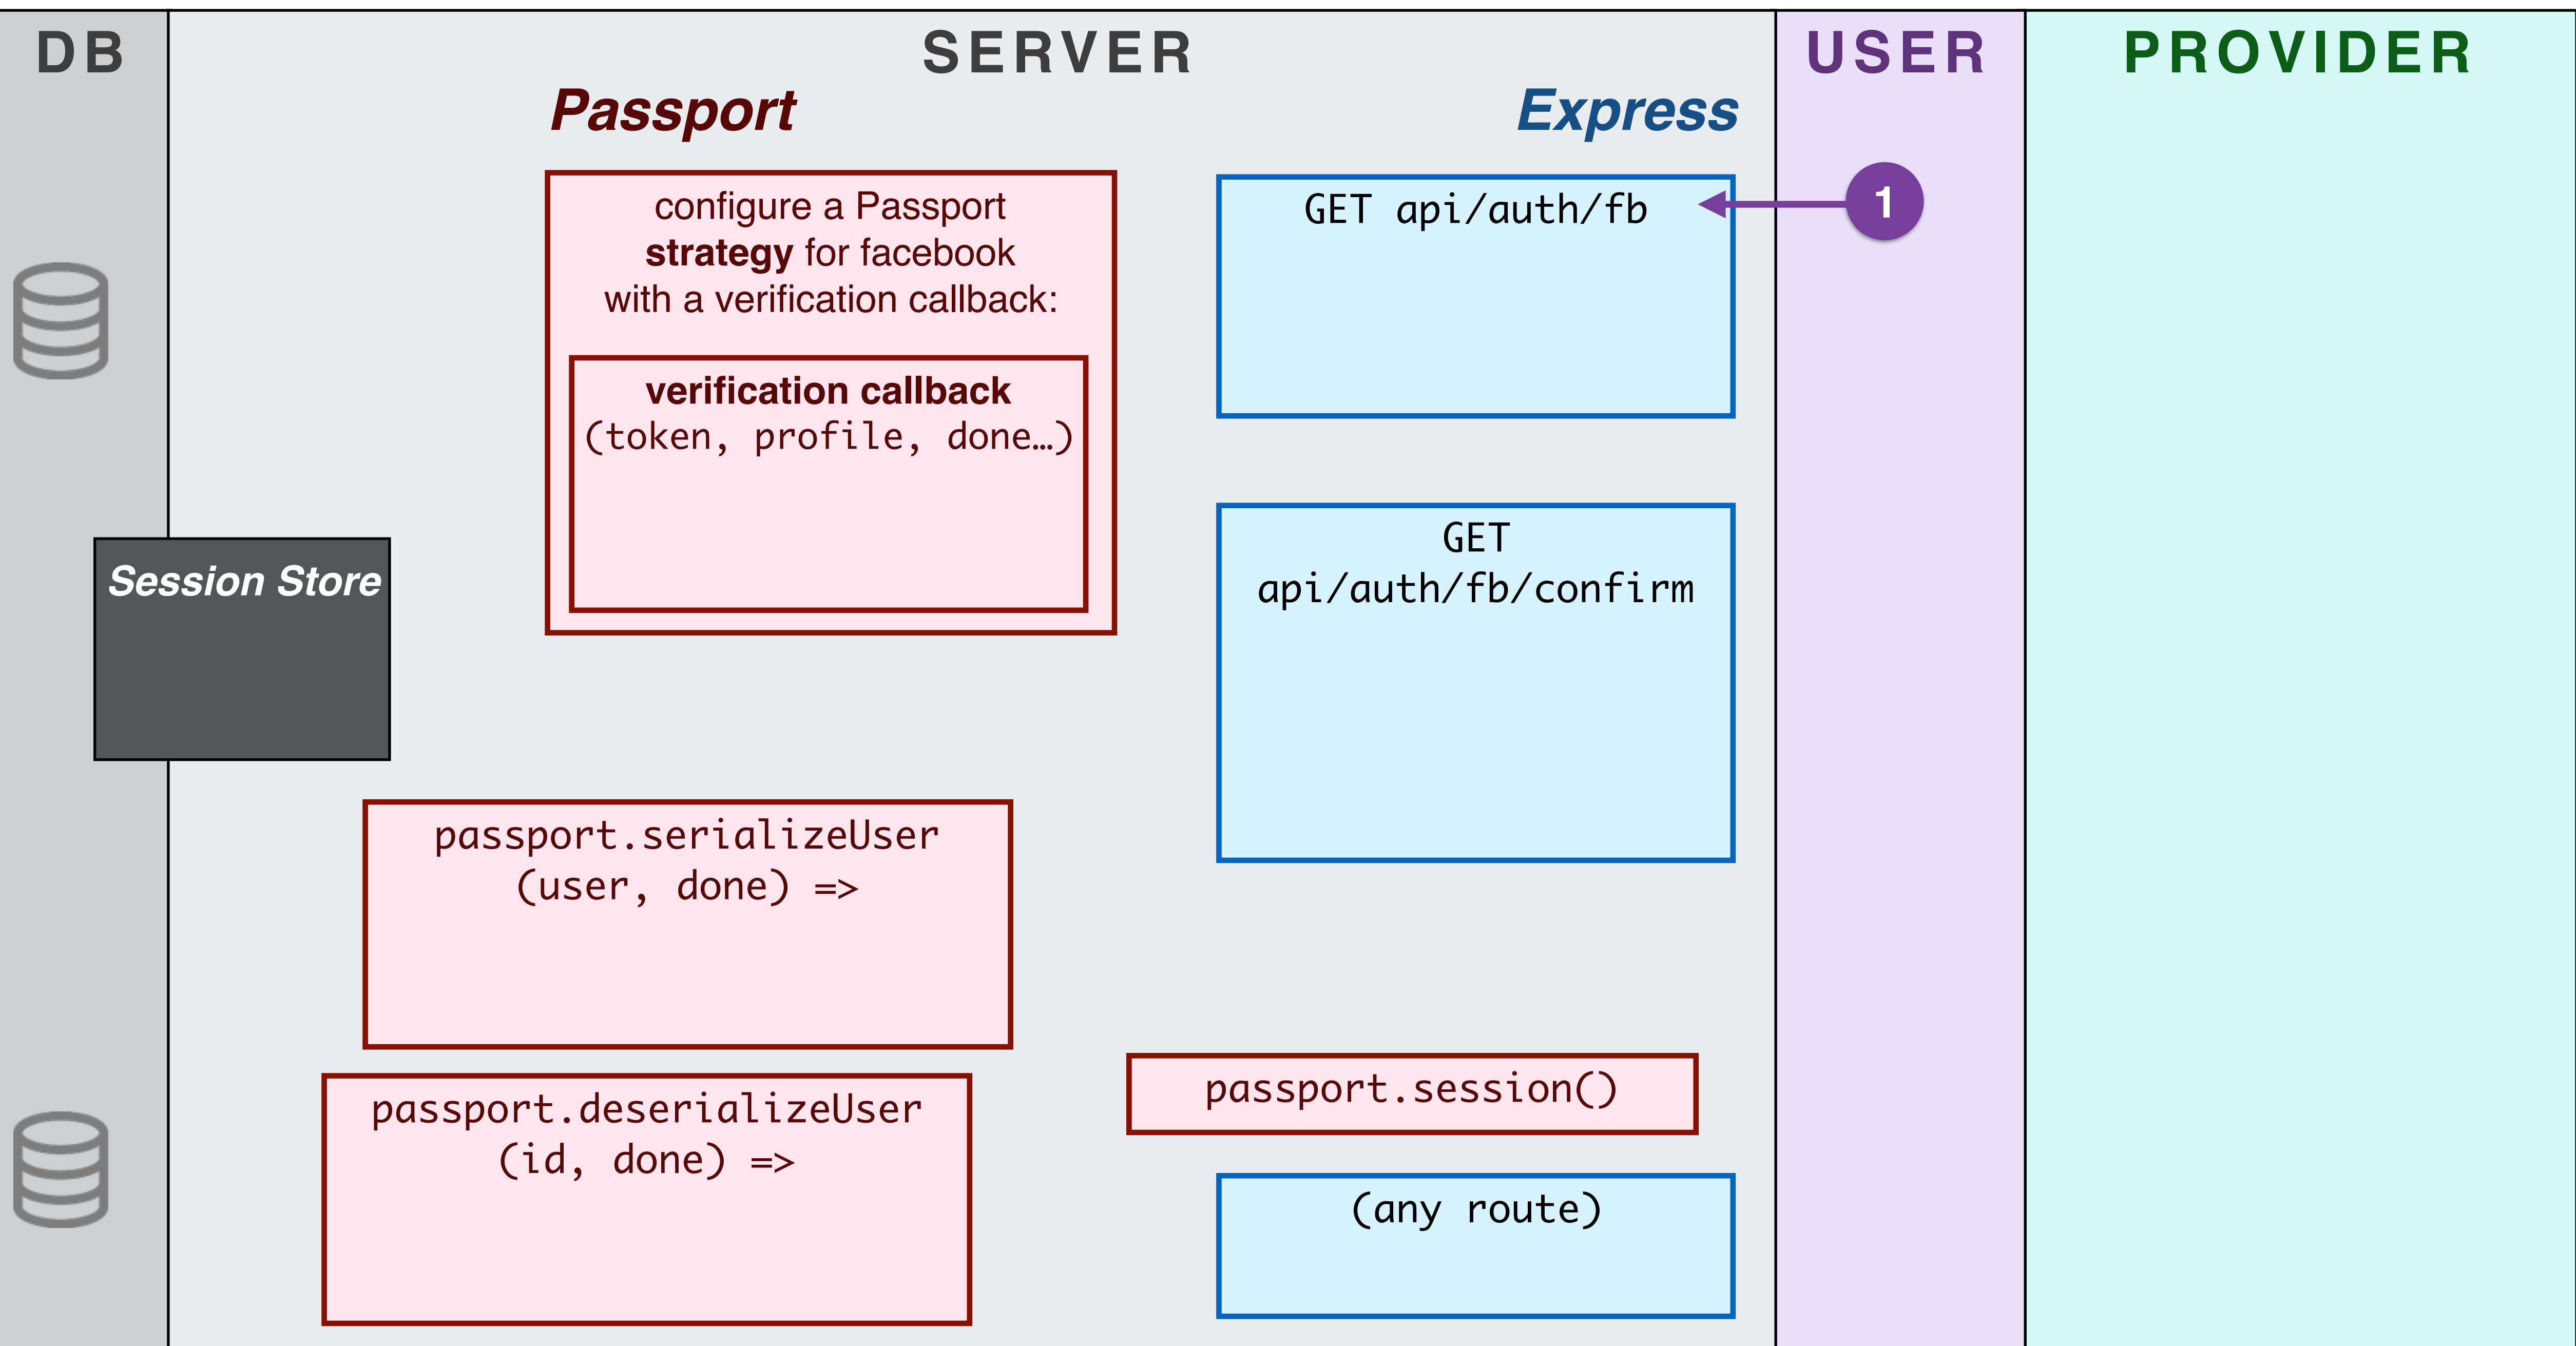 DB
SERVER
USER
PROVIDER
Passport
Express
configure a Passport
strategy for facebook
with a verification callback:
verification callback
(token, profile, done…)
GET api/auth/fb
1
GET
api/auth/fb/confirm
Session Store
passport.serializeUser
(user, done) =>
passport.deserializeUser
(id, done) =>
passport.session()
(any route)